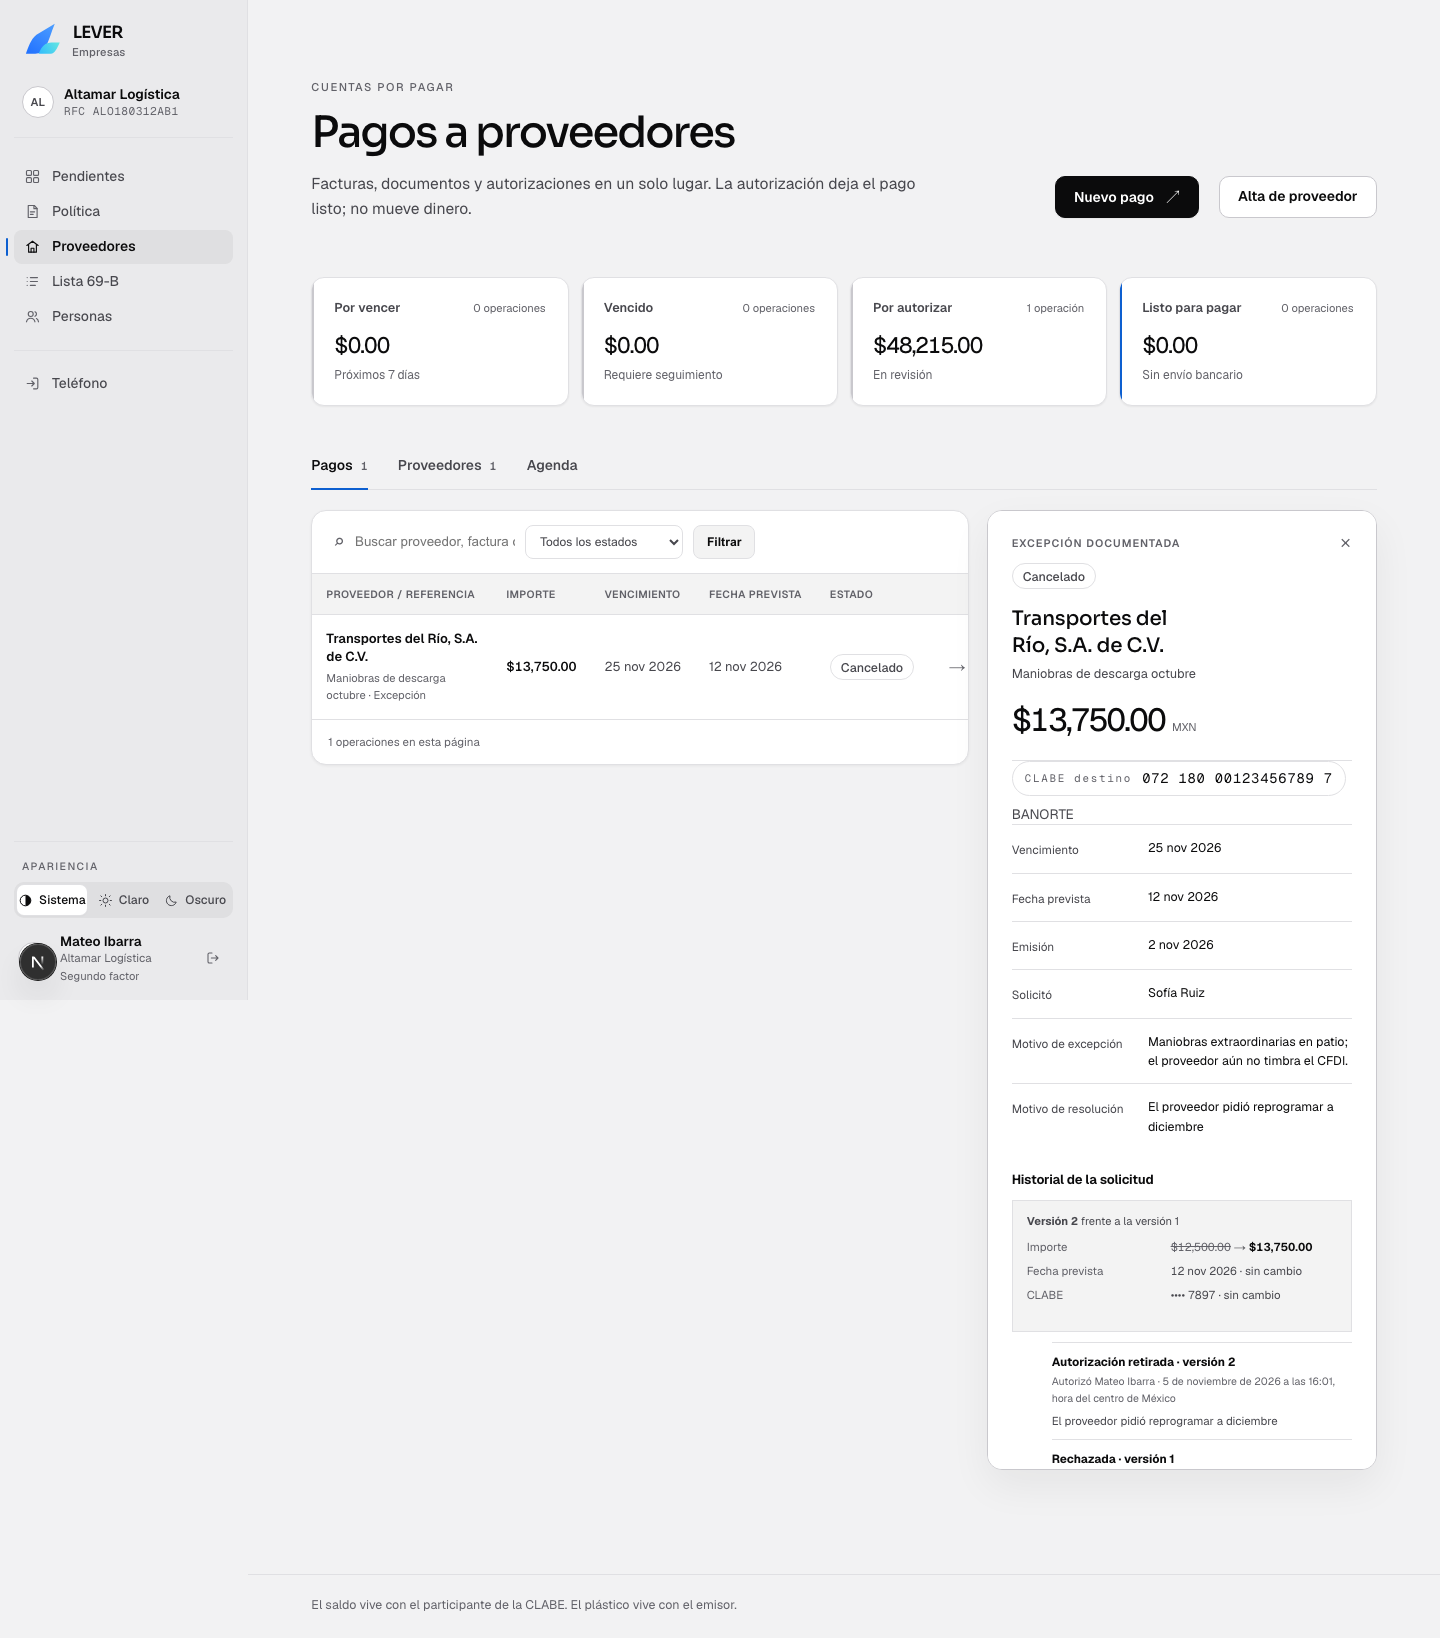 LEVER
Empresas
AL
Altamar Logística
RFC ALO180312AB1
Pendientes
Política
Proveedores
Lista 69-B
Personas
Teléfono
APARIENCIA
Sistema
Claro
Oscuro
N
Mateo Ibarra
Altamar Logística
Segundo factor
CUENTAS POR PAGAR
Pagos a proveedores
Facturas, documentos y autorizaciones en un solo lugar. La autorización deja el pago
listo; no mueve dinero.
Nuevo pago
Alta de proveedor
Por vencer 0 operaciones
$0.00
Próximos 7 días
Vencido 0 operaciones
$0.00
Requiere seguimiento
Por autorizar 1 operación
$48,215.00
En revisión
Listo para pagar 0 operaciones
$0.00
Sin envío bancario
Pagos 1
Proveedores 1
Agenda
Buscar proveedor, factura
Todos los estados
Filtrar
PROVEEDOR / REFERENCIA IMPORTE VENCIMIENTO FECHA PREVISTA ESTADO
Transportes del Río, S.A.
de C.V.
Maniobras de descarga
octubre · Excepción
$13,750.00 25 nov 2026 12 nov 2026 Cancelado →
1 operaciones en esta página
EXCEPCIÓN DOCUMENTADA
Cancelado
Transportes del
Río, S.A. de C.V.
Maniobras de descarga octubre
$13,750.00 MXN
CLABE destino 072 180 00123456789 7
BANORTE
Vencimiento 25 nov 2026
Fecha prevista 12 nov 2026
Emisión 2 nov 2026
Solicitó Sofía Ruiz
Motivo de excepción Maniobras extraordinarias en patio;
el proveedor aún no timbra el CFDI.
Motivo de resolución El proveedor pidió reprogramar a
diciembre
Historial de la solicitud
Versión 2 frente a la versión 1
Importe $12,500.00 → $13,750.00
Fecha prevista 12 nov 2026 · sin cambio
CLABE •••• 7897 · sin cambio
Autorización retirada · versión 2
Autorizó Mateo Ibarra · 5 de noviembre de 2026 a las 16:01,
hora del centro de México
El proveedor pidió reprogramar a diciembre
Rechazada · versión 1
El saldo vive con el participante de la CLABE. El plástico vive con el emisor.